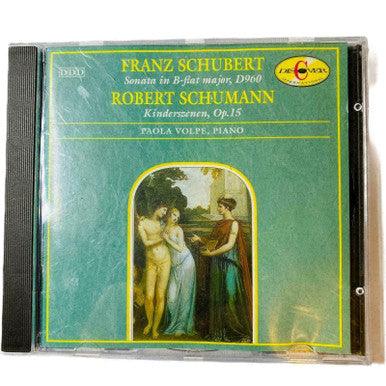 DDD
FRANZ SCHUBERT
Sonata in B-flat major, D960
ROBERT SCHUMANN
Kinderszenen, Op.15
PAOLA VOLPE, PIANO